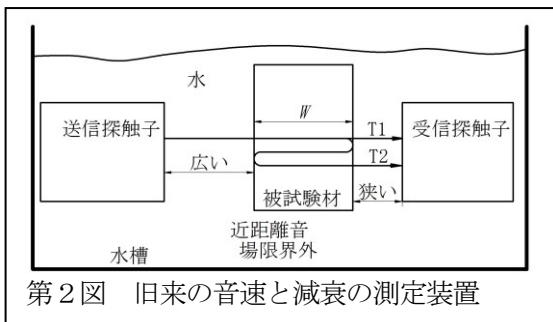 水
送信探触子
W
T1
受信探触子
T2
広い
被試験材
狭い
近距離音
場限界外
水槽
第2図 旧来の音速と減衰の測定装置